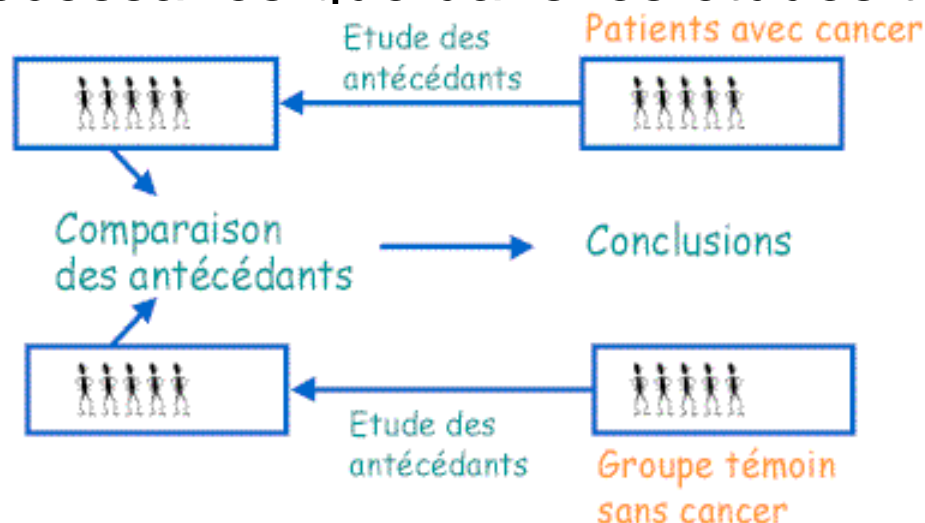 Etude des
antécédants
Patients avec cancer
Comparaison
des antécédants
Conclusions
Etude des
antécédants
Groupe témoin
sans cancer